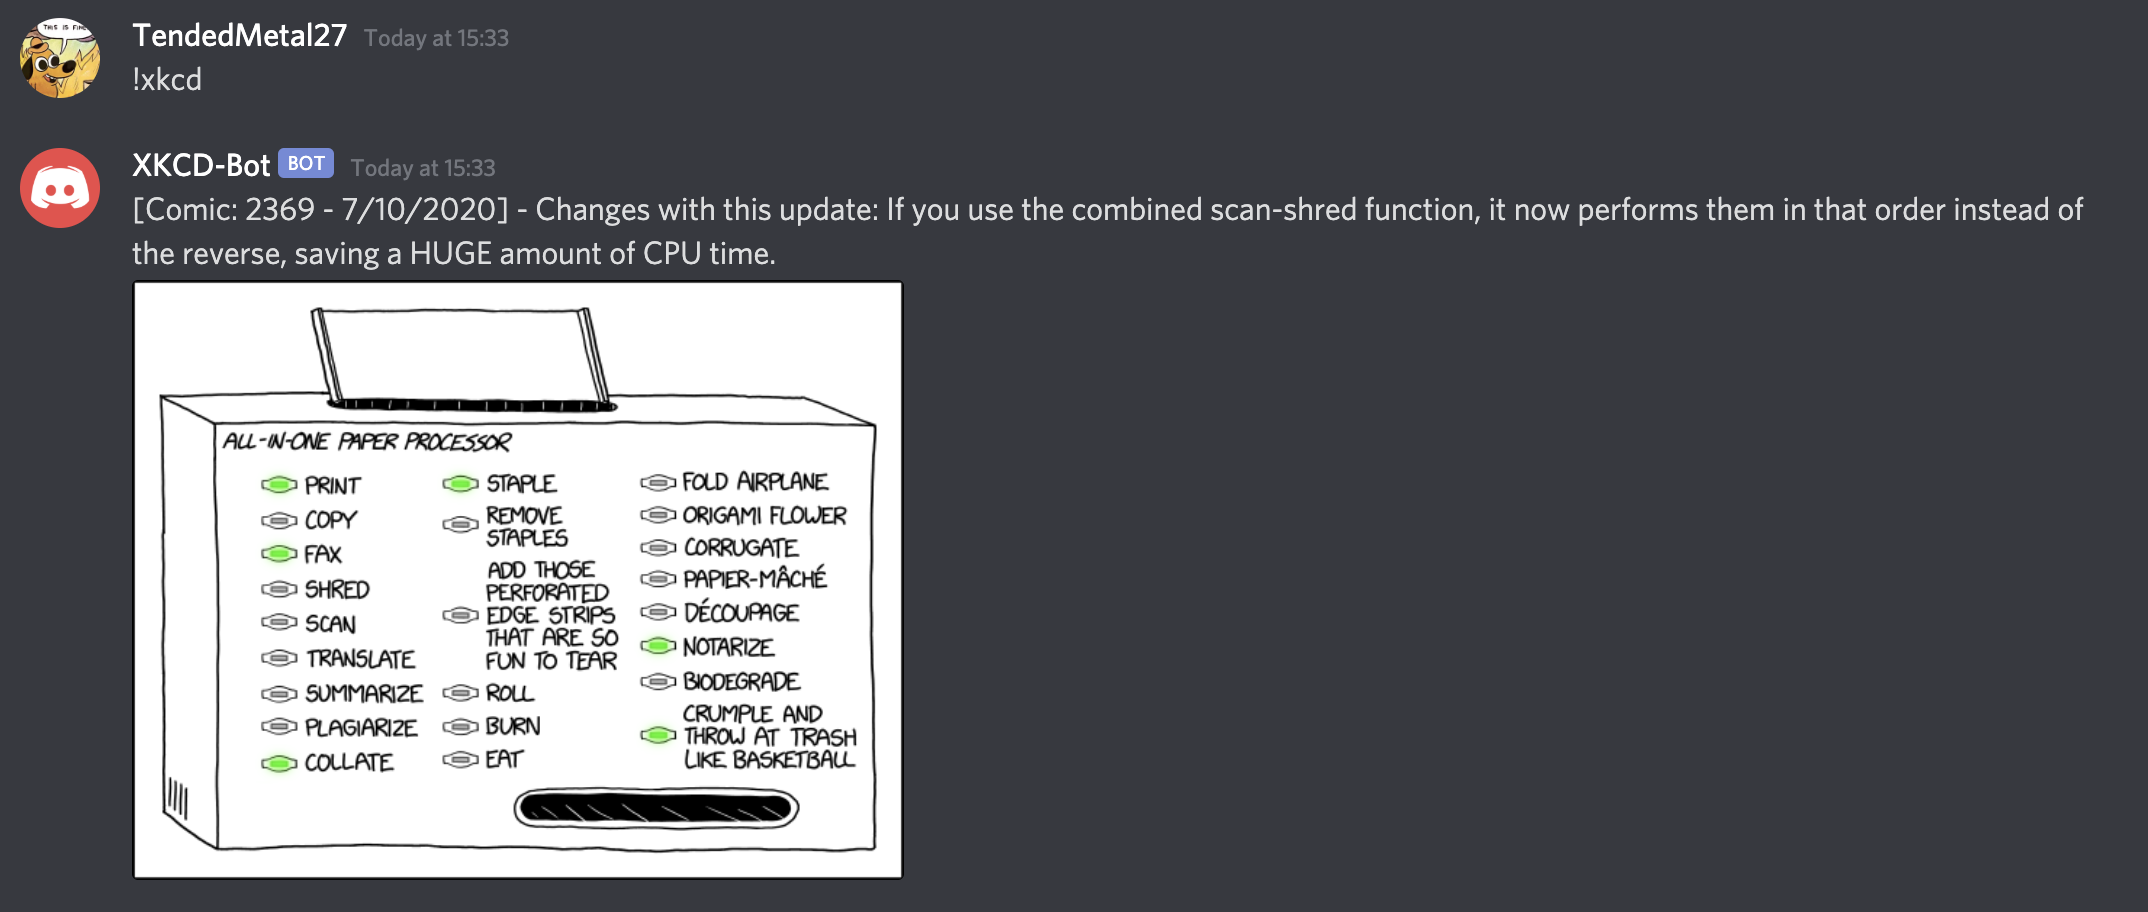 THIS IS FINE
TendedMetal27 Today at 15:33
!xkcd
XKCD-Bot BOT Today at 15:33
[Comic: 2369 - 7/10/2020] - Changes with this update: If you use the combined scan-shred function, it now performs them in that order instead of
the reverse, saving a HUGE amount of CPU time.
ALL-IN-ONE PAPER PROCESSOR
PRINT
COPY
FAX
SHRED
SCAN
TRANSLATE
SUMMARIZE
PLAGIARIZE
COLLATE
STAPLE
REMOVE
STAPLES
ADD THOSE
PERFORATED
EDGE STRIPS
THAT ARE SO
FUN TO TEAR
ROLL
BURN
EAT
FOLD AIRPLANE
ORIGAMI FLOWER
CORRUGATE
PAPIER-MÂCHÉ
DÉCOUPAGE
NOTARIZE
BIODEGRADE
CRUMPLE AND
THROW AT TRASH
LIKE BASKETBALL